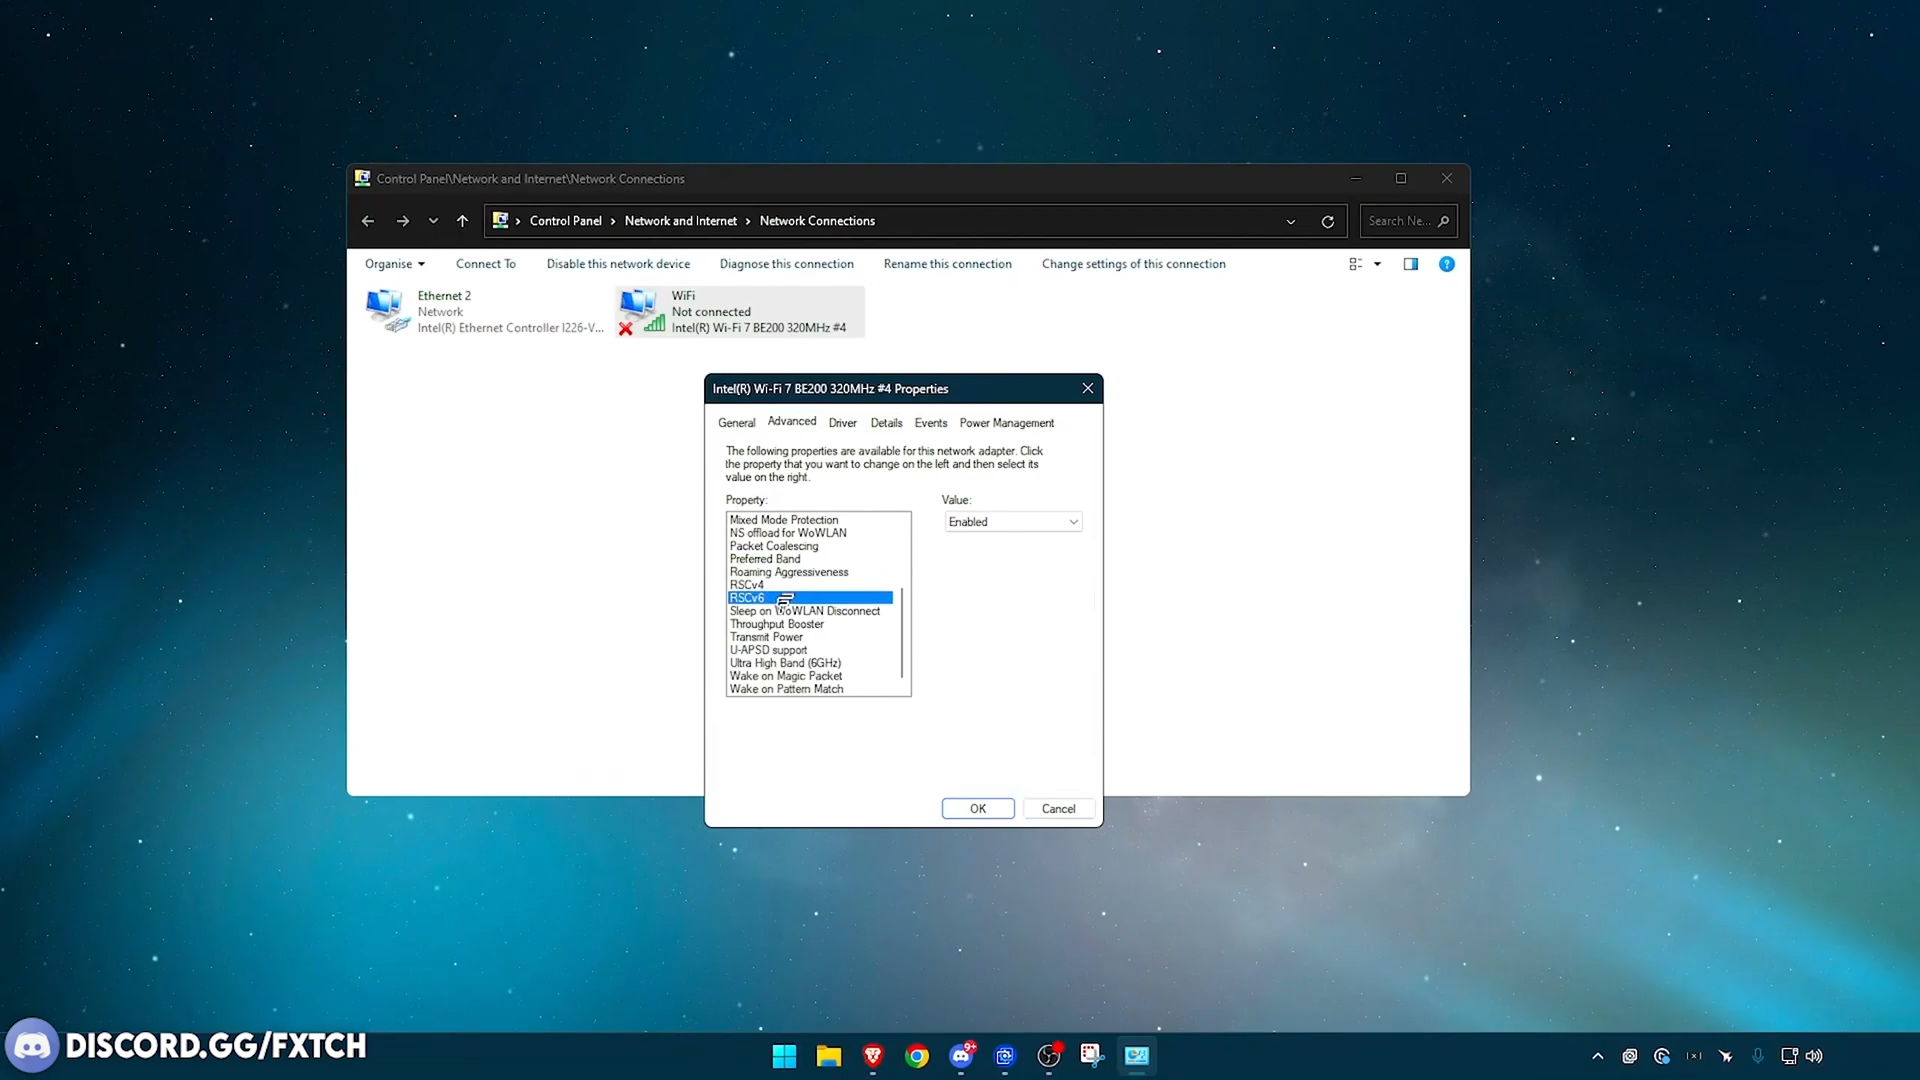 Control Panel\Network and Internet\Network Connections
Control Panel > Network and Internet > Network Connections
Search Ne...
Organise
Connect To
Disable this network device
Diagnose this connection
Rename this connection
Change settings of this connection
Ethernet 2
Network
Intel(R) Ethernet Controller I226-V...
WiFi
Not connected
Intel(R) Wi-Fi 7 BE200 320MHz #4
Intel(R) Wi-Fi 7 BE200 320MHz #4 Properties
General
Advanced
Driver
Details
Events
Power Management
The following properties are available for this network adapter. Click
the property that you want to change on the left and then select its
value on the right.
Property:
Value:
Mixed Mode Protection
NS offload for WoWLAN
Packet Coalescing
Preferred Band
Roaming Aggressiveness
RSCv4
RSCv6
Sleep on WoWLAN Disconnect
Throughput Booster
Transmit Power
U-APSD support
Ultra High Band (6GHz)
Wake on Magic Packet
Wake on Pattern Match
Enabled
OK
Cancel
DISCORD.GG/FXTCH
9+